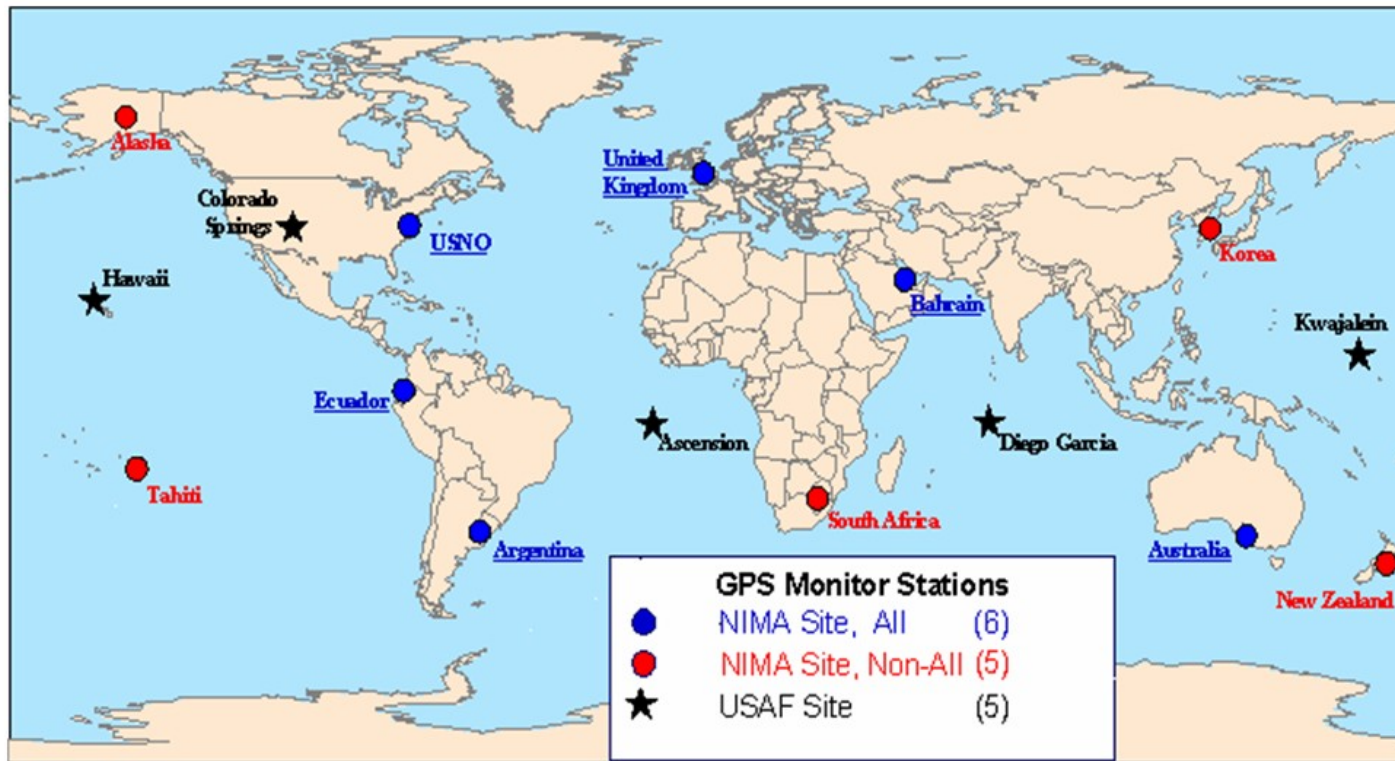 Alaska
United
Kingdom
Colorado
Springs
USNO
Korea
Hawaii
Bahrain
Kwajalein
Ecuador
Ascension
Diego Garcia
Tahiti
South Africa
Argentina
Australia
New Zealand
GPS Monitor Stations
NIMA Site, All (6)
NIMA Site, Non-All (5)
USAF Site (5)